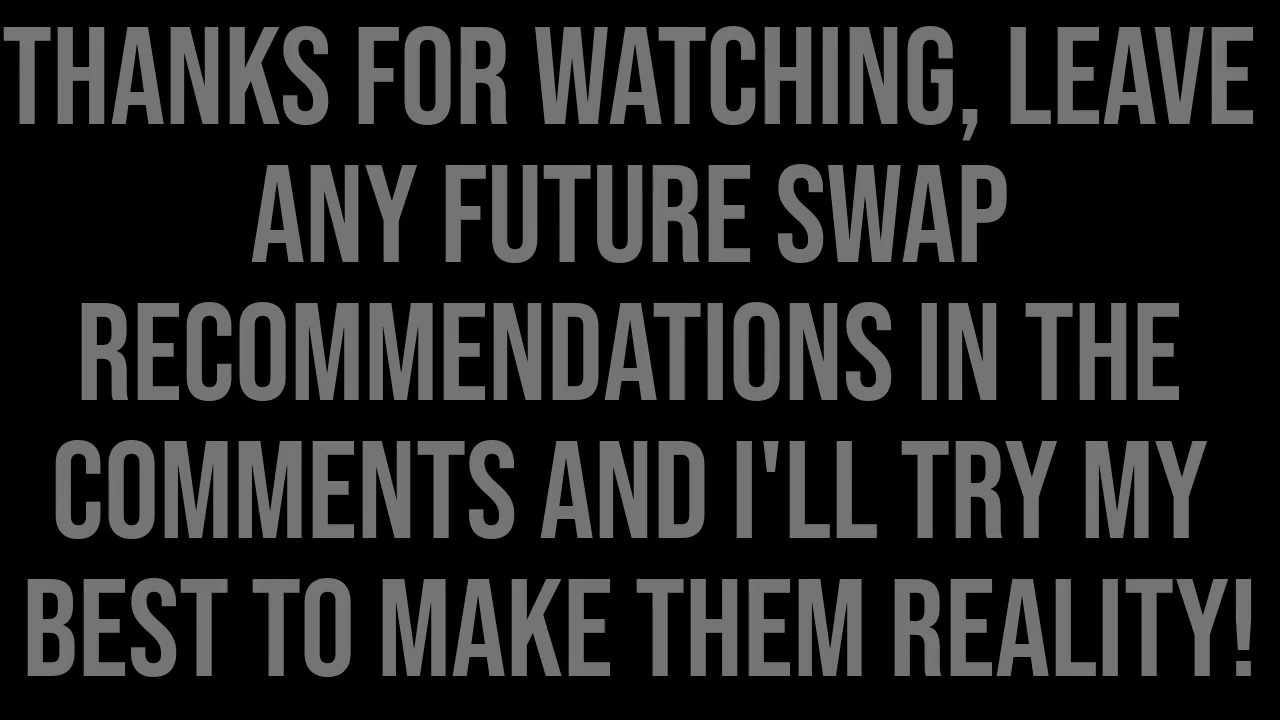 THANKS FOR WATCHING, LEAVE
ANY FUTURE SWAP
RECOMMENDATIONS IN THE
COMMENTS AND I'LL TRY MY
BEST TO MAKE THEM REALITY!